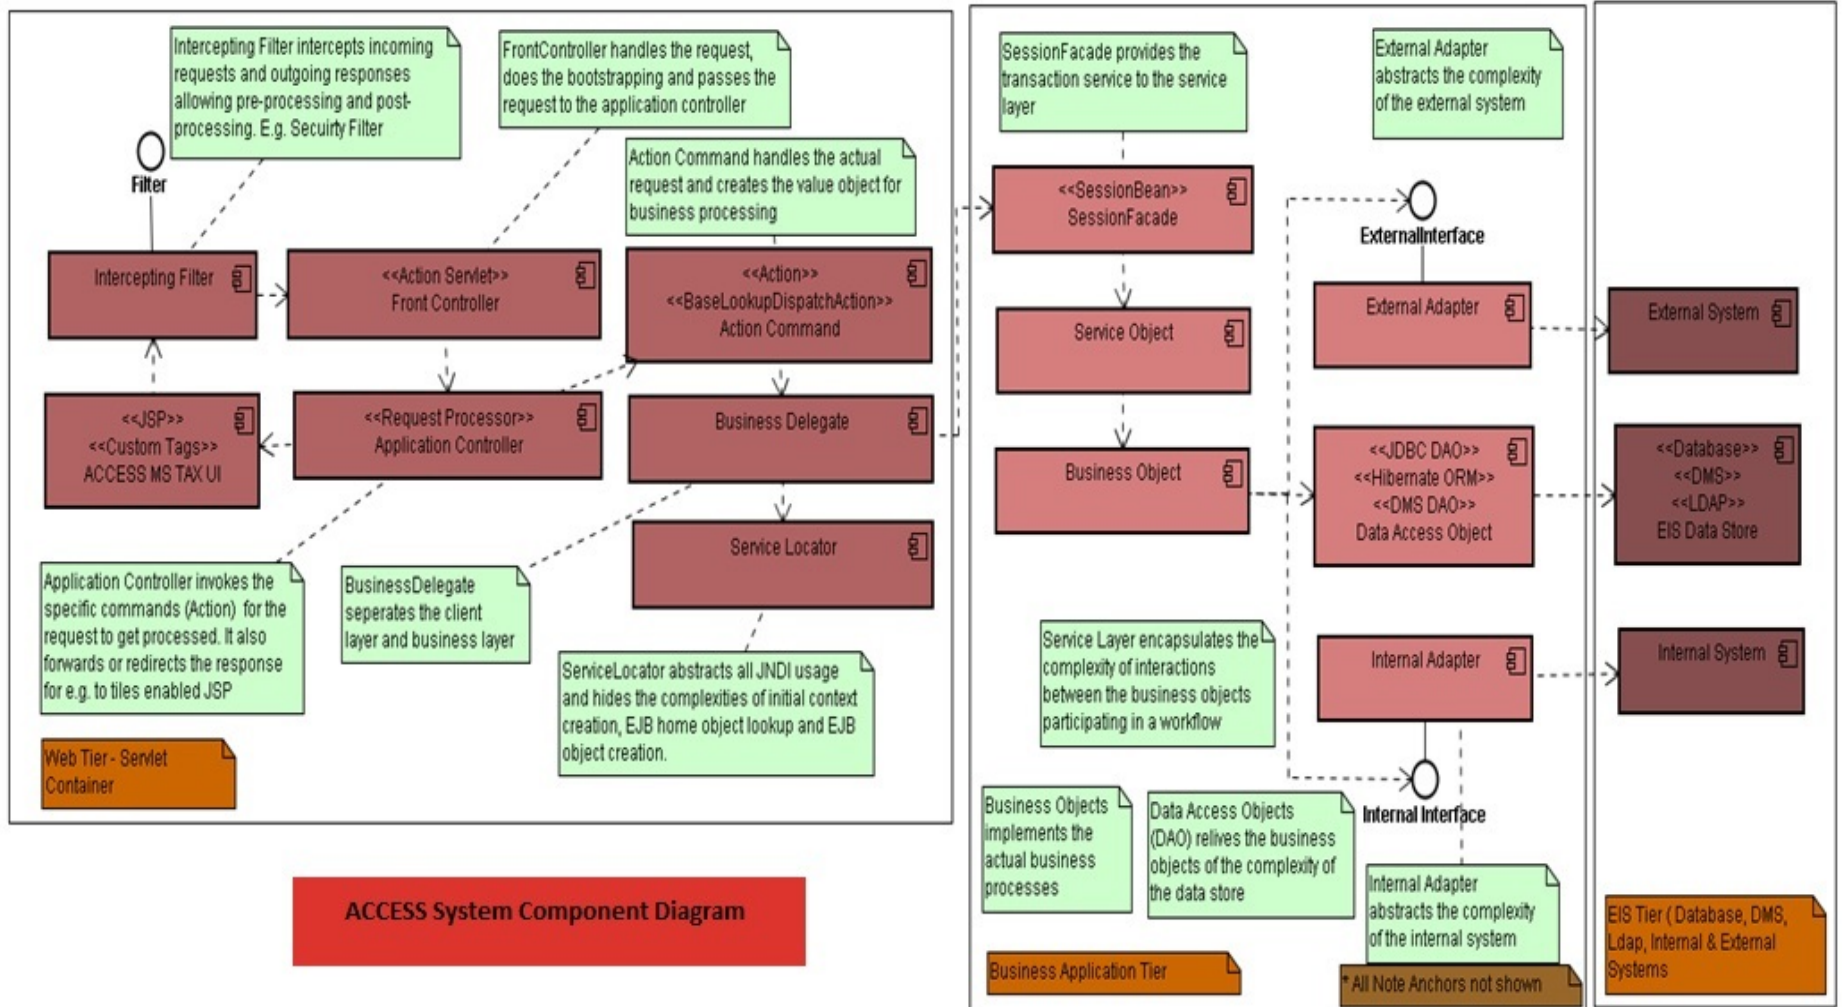 Intercepting Filter intercepts incoming
requests and outgoing responses
allowing pre-processing and post-
processing. E.g. Secuirty Filter
FrontController handles the request,
does the bootstrapping and passes the
request to the application controller
Action Command handles the actual
request and creates the value object for
business processing
Filter
Intercepting Filter
<<Action Servlet>>
Front Controller
<<Action>>
<<BaseLookupDispatchAction>>
Action Command
<<JSP>>
<<Custom Tags>>
ACCESS MS TAX UI
<<Request Processor>>
Application Controller
Business Delegate
Service Locator
Application Controller invokes the
specific commands (Action) for the
request to get processed. It also
forwards or redirects the response
for e.g. to tiles enabled JSP
BusinessDelegate
seperates the client
layer and business layer
ServiceLocator abstracts all JNDI usage
and hides the complexities of initial context
creation, EJB home object lookup and EJB
object creation.
Web Tier - Servlet
Container
ACCESS System Component Diagram
SessionFacade provides the
transaction service to the service
layer
External Adapter
abstracts the complexity
of the external system
<<SessionBean>>
SessionFacade
ExternalInterface
Service Object
External Adapter
Business Object
<<JDBC DAO>>
<<Hibernate ORM>>
<<DMS DAO>>
Data Access Object
Service Layer encapsulates the
complexity of interactions
between the business objects
participating in a workflow
Internal Adapter
Internal Interface
Business Objects
implements the
actual business
processes
Data Access Objects
(DAO) relives the business
objects of the complexity of
the data store
Internal Adapter
abstracts the complexity
of the internal system
Business Application Tier
* All Note Anchors not shown
External System
<<Database>>
<<DMS>>
<<LDAP>>
EIS Data Store
Internal System
EIS Tier ( Database, DMS,
Ldap, Internal & External
Systems